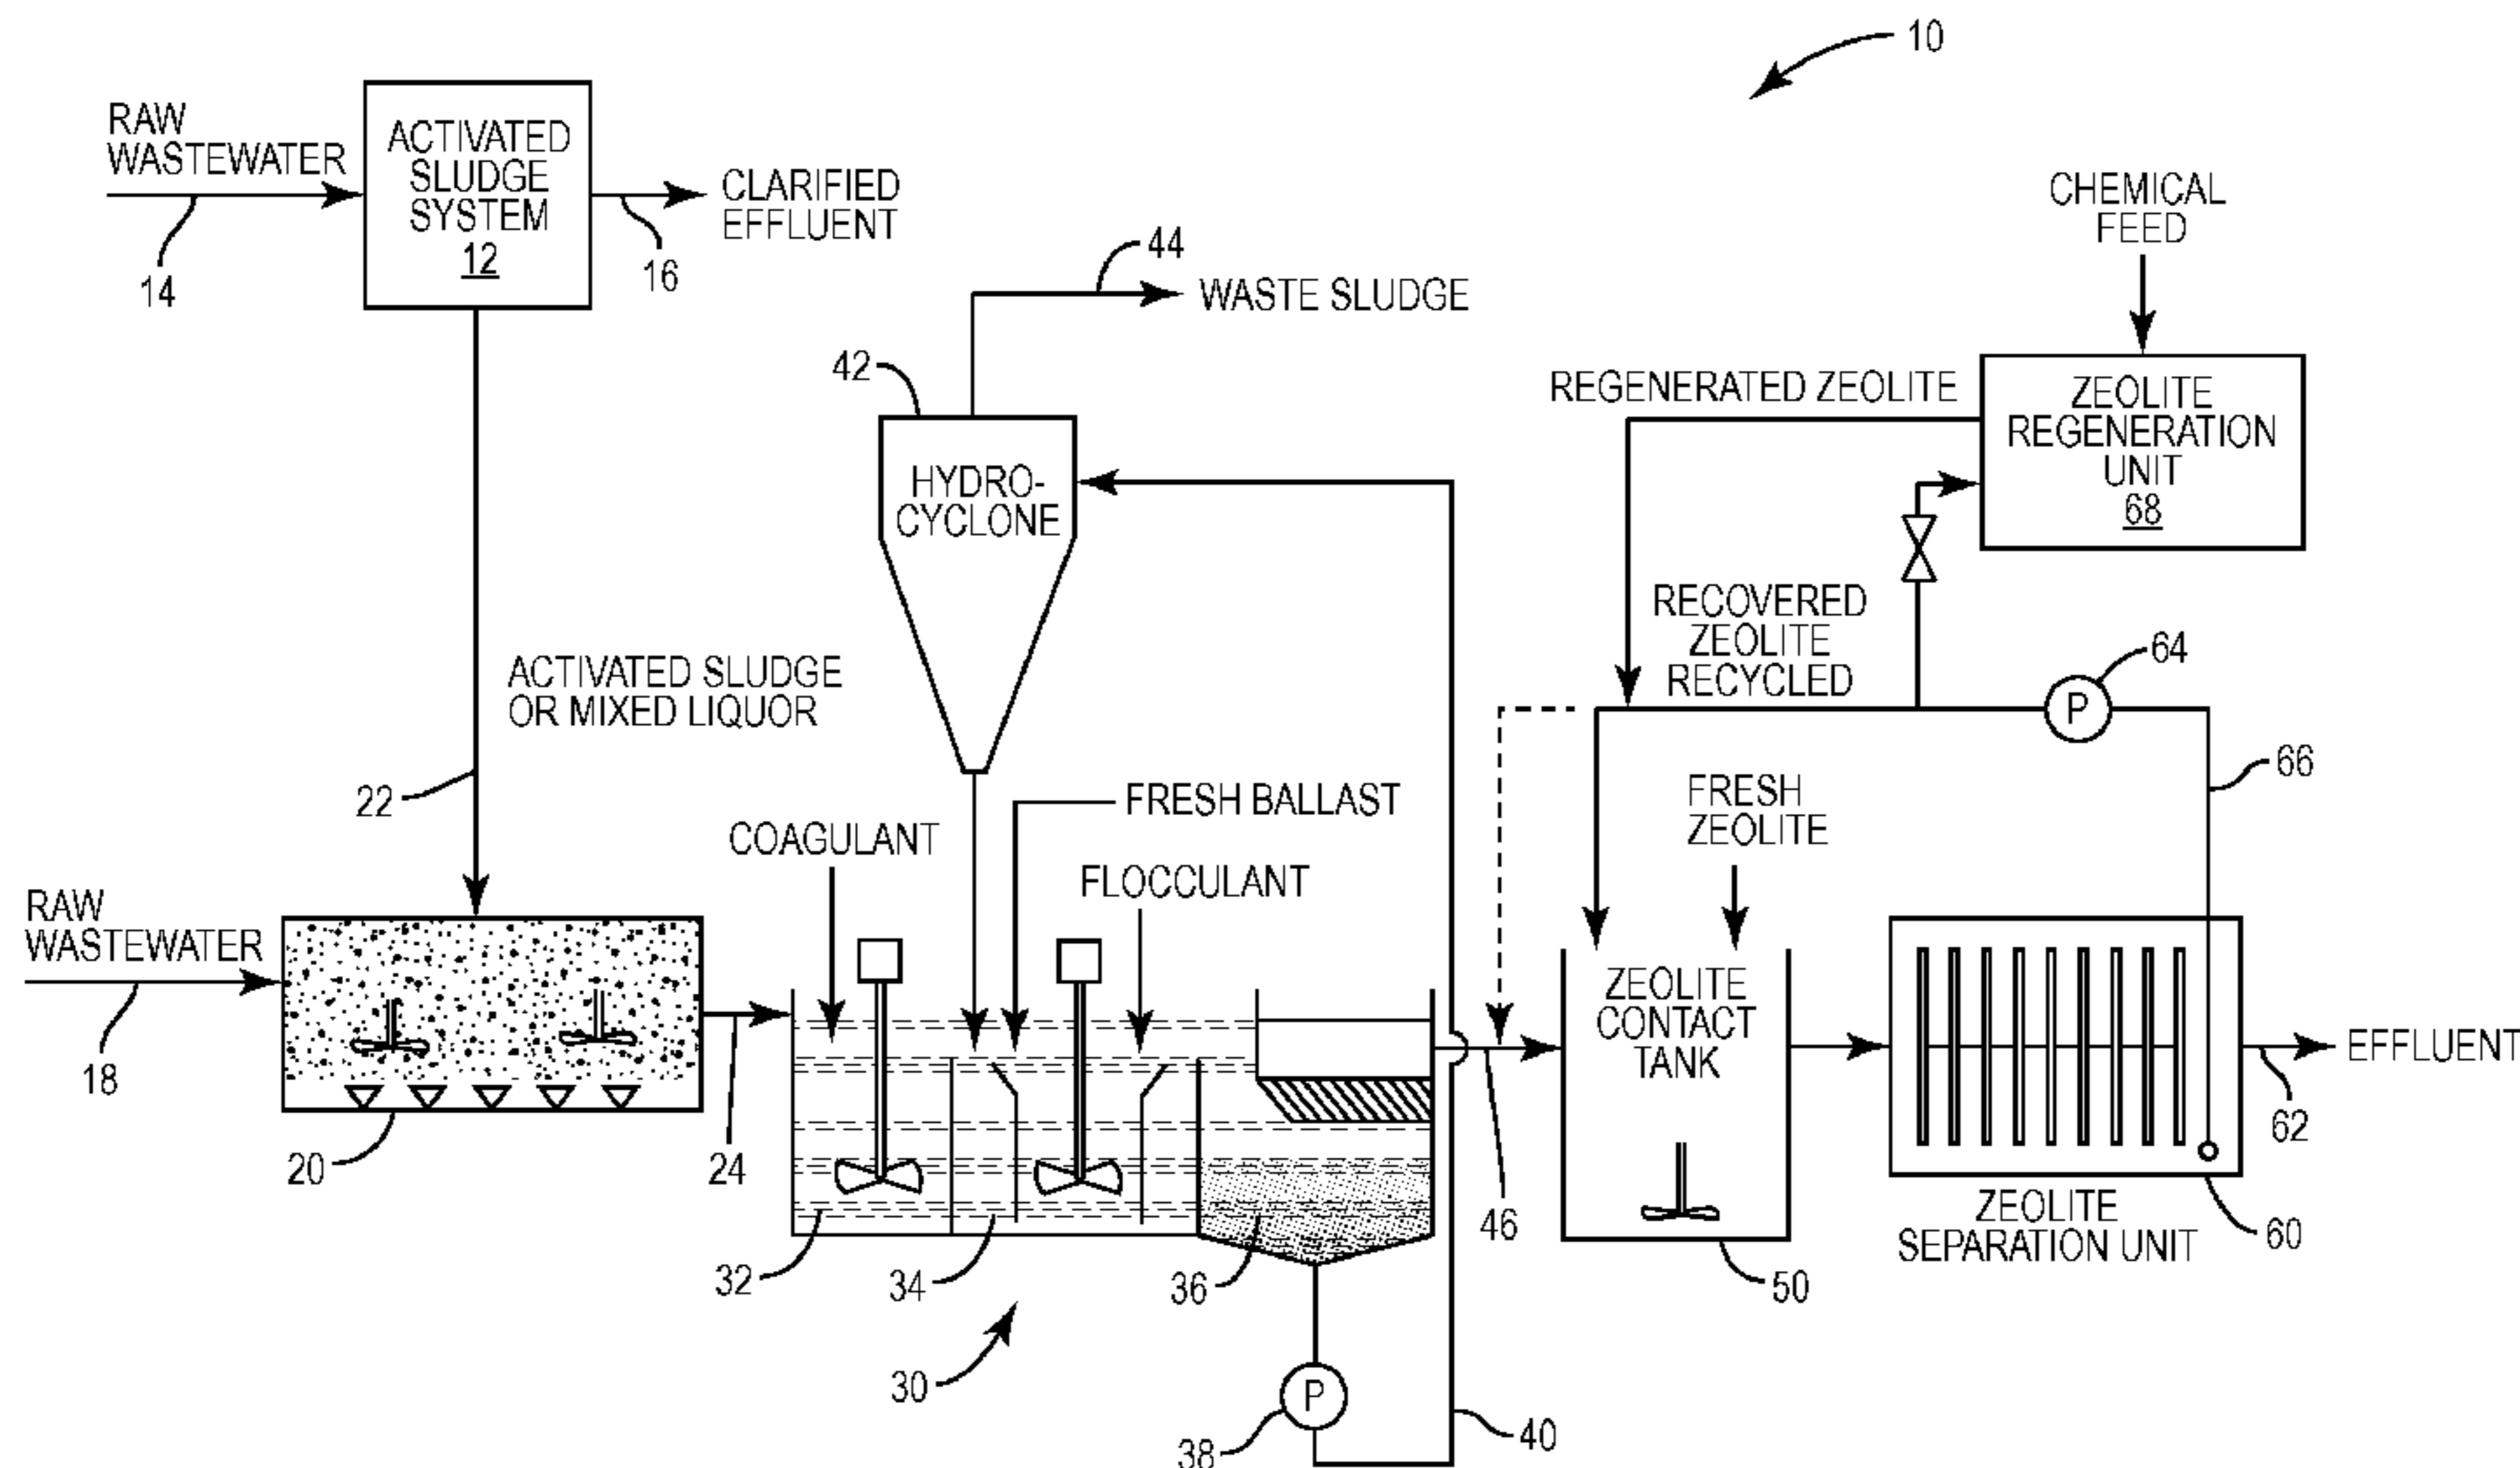 10
RAW
WASTEWATER
14
ACTIVATED
SLUDGE
SYSTEM
12
CLARIFIED
EFFLUENT
16
44
WASTE SLUDGE
CHEMICAL
FEED
42
HYDRO-
CYCLONE
REGENERATED ZEOLITE
ZEOLITE
REGENERATION
UNIT
68
RECOVERED
ZEOLITE
RECYCLED
64
P
66
ACTIVATED SLUDGE
OR MIXED LIQUOR
22
COAGULANT
FRESH BALLAST
FLOCCULANT
FRESH
ZEOLITE
RAW
WASTEWATER
18
20
24
32
34
36
30
P
38
40
46
ZEOLITE
CONTACT
TANK
50
ZEOLITE
SEPARATION UNIT
60
EFFLUENT
62